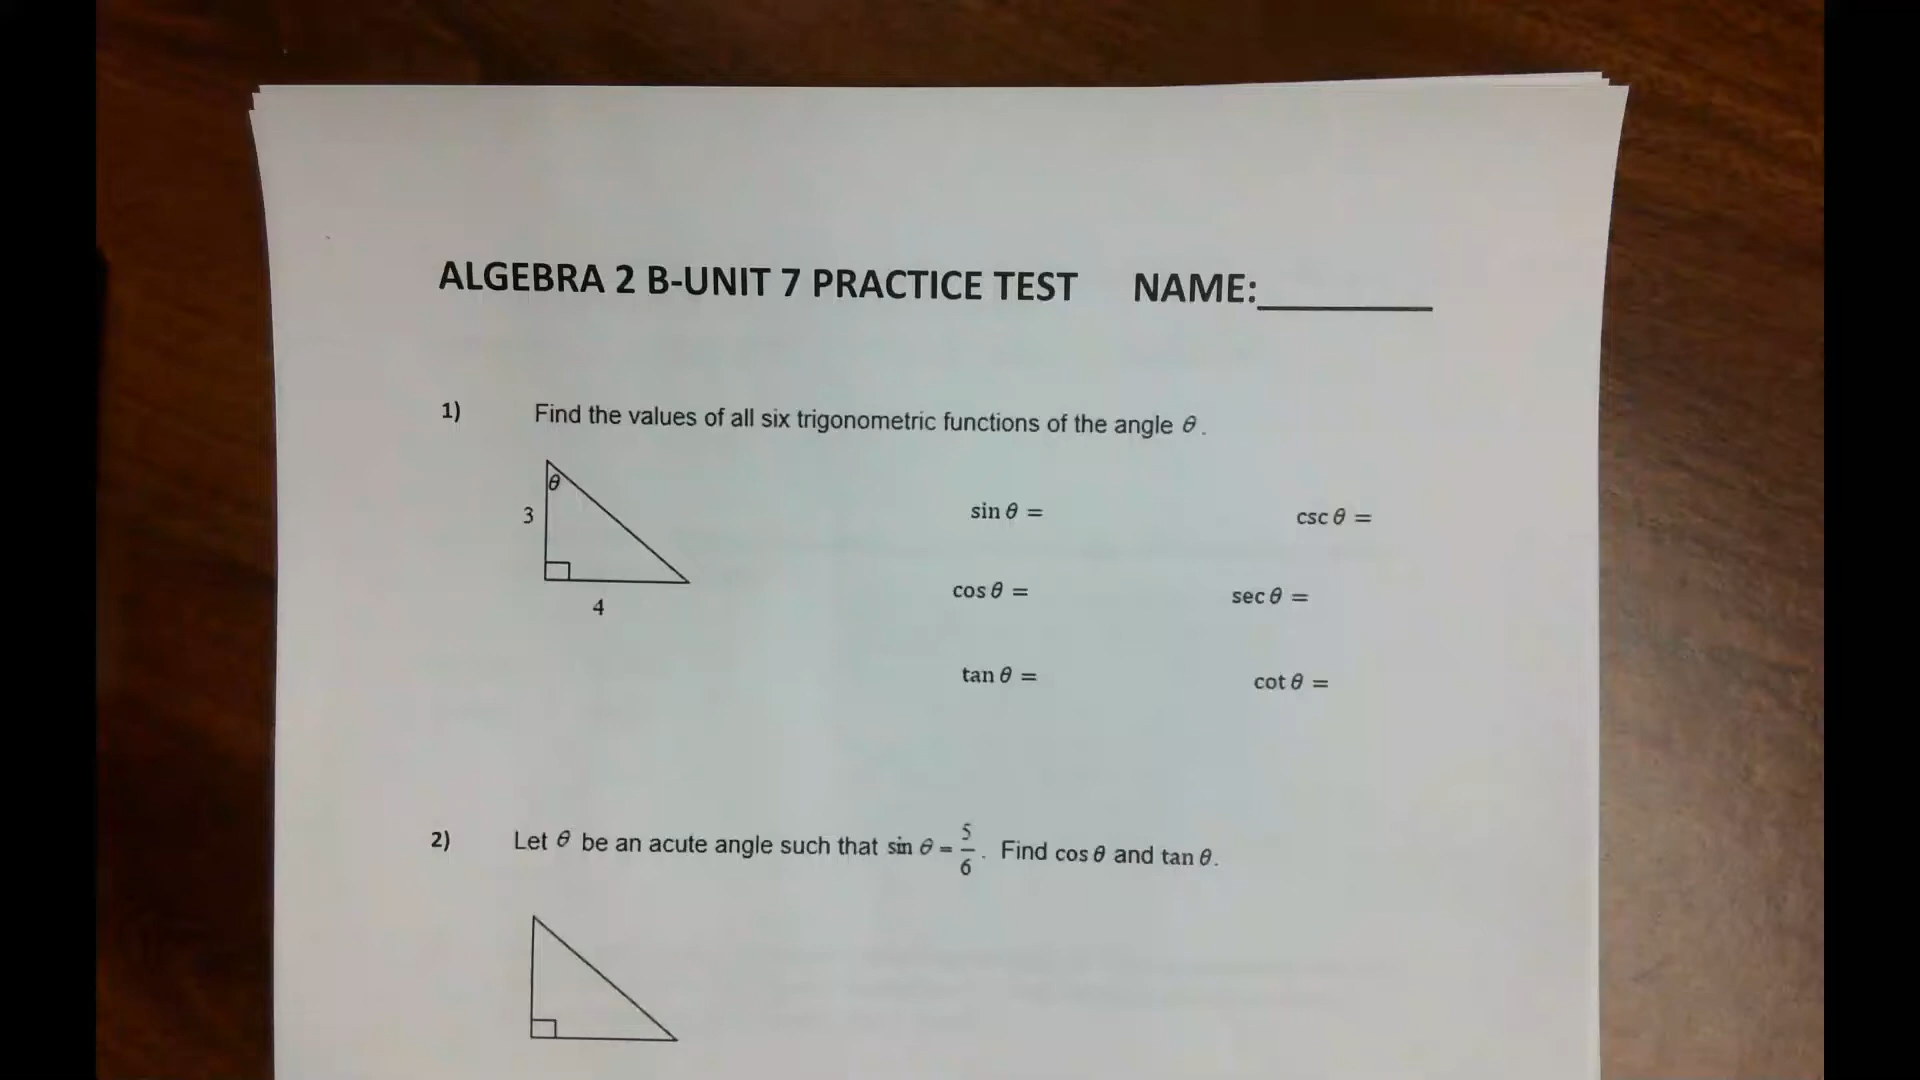 ALGEBRA 2 B-UNIT 7 PRACTICE TEST NAME:__________
1) Find the values of all six trigonometric functions of the angle θ.
θ
3
4
sin θ = csc θ =
cos θ = sec θ =
tan θ = cot θ =
2) Let θ be an acute angle such that sin θ = 5/6. Find cos θ and tan θ.